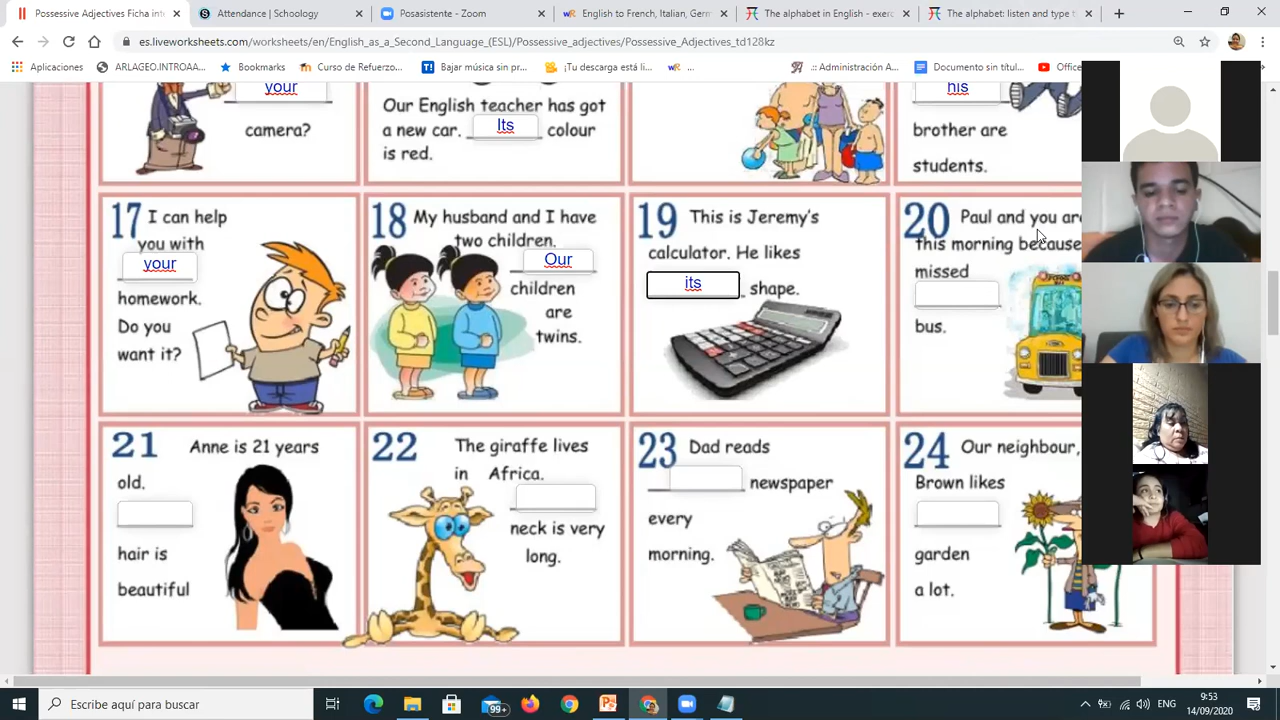 Possessive Adjectives Ficha inte
Attendance | Schoology
Posasistente - Zoom
English to French, Italian, Germ
The alphabet in English - exerc
The alphabet: listen and type t
es.liveworksheets.com/worksheets/en/English_as_a_Second_Language_(ESL)/Possessive_adjectives/Possessive_Adjectives_td128kz
Aplicaciones
ARLAGEO.INTROAA...
Bookmarks
Curso de Refuerzo...
Bajar música sin pr...
¡Tu descarga está li...
.:: Administración A...
Documento sin títul...
Office
your
camera?
Our English teacher has got
a new car. Its colour
is red.
his
brother are
students.
17 I can help
you with
your
homework.
Do you
want it?
18 My husband and I have
two children.
Our
children
are
twins.
19 This is Jeremy's
calculator. He likes
its shape.
20 Paul and you are
this morning because
missed
bus.
21 Anne is 21 years
old.
hair is
beautiful
22 The giraffe lives
in Africa.
neck is very
long.
23 Dad reads
newspaper
every
morning.
24 Our neighbour,
Brown likes
garden
a lot.
Escribe aquí para buscar
99+
ENG
9:53
14/09/2020